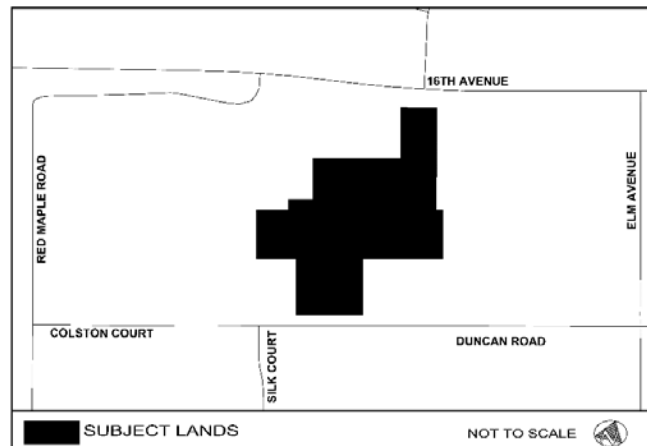 16TH AVENUE
RED MAPLE ROAD
ELM AVENUE
COLSTON COURT
SILK COURT
DUNCAN ROAD
SUBJECT LANDS
NOT TO SCALE